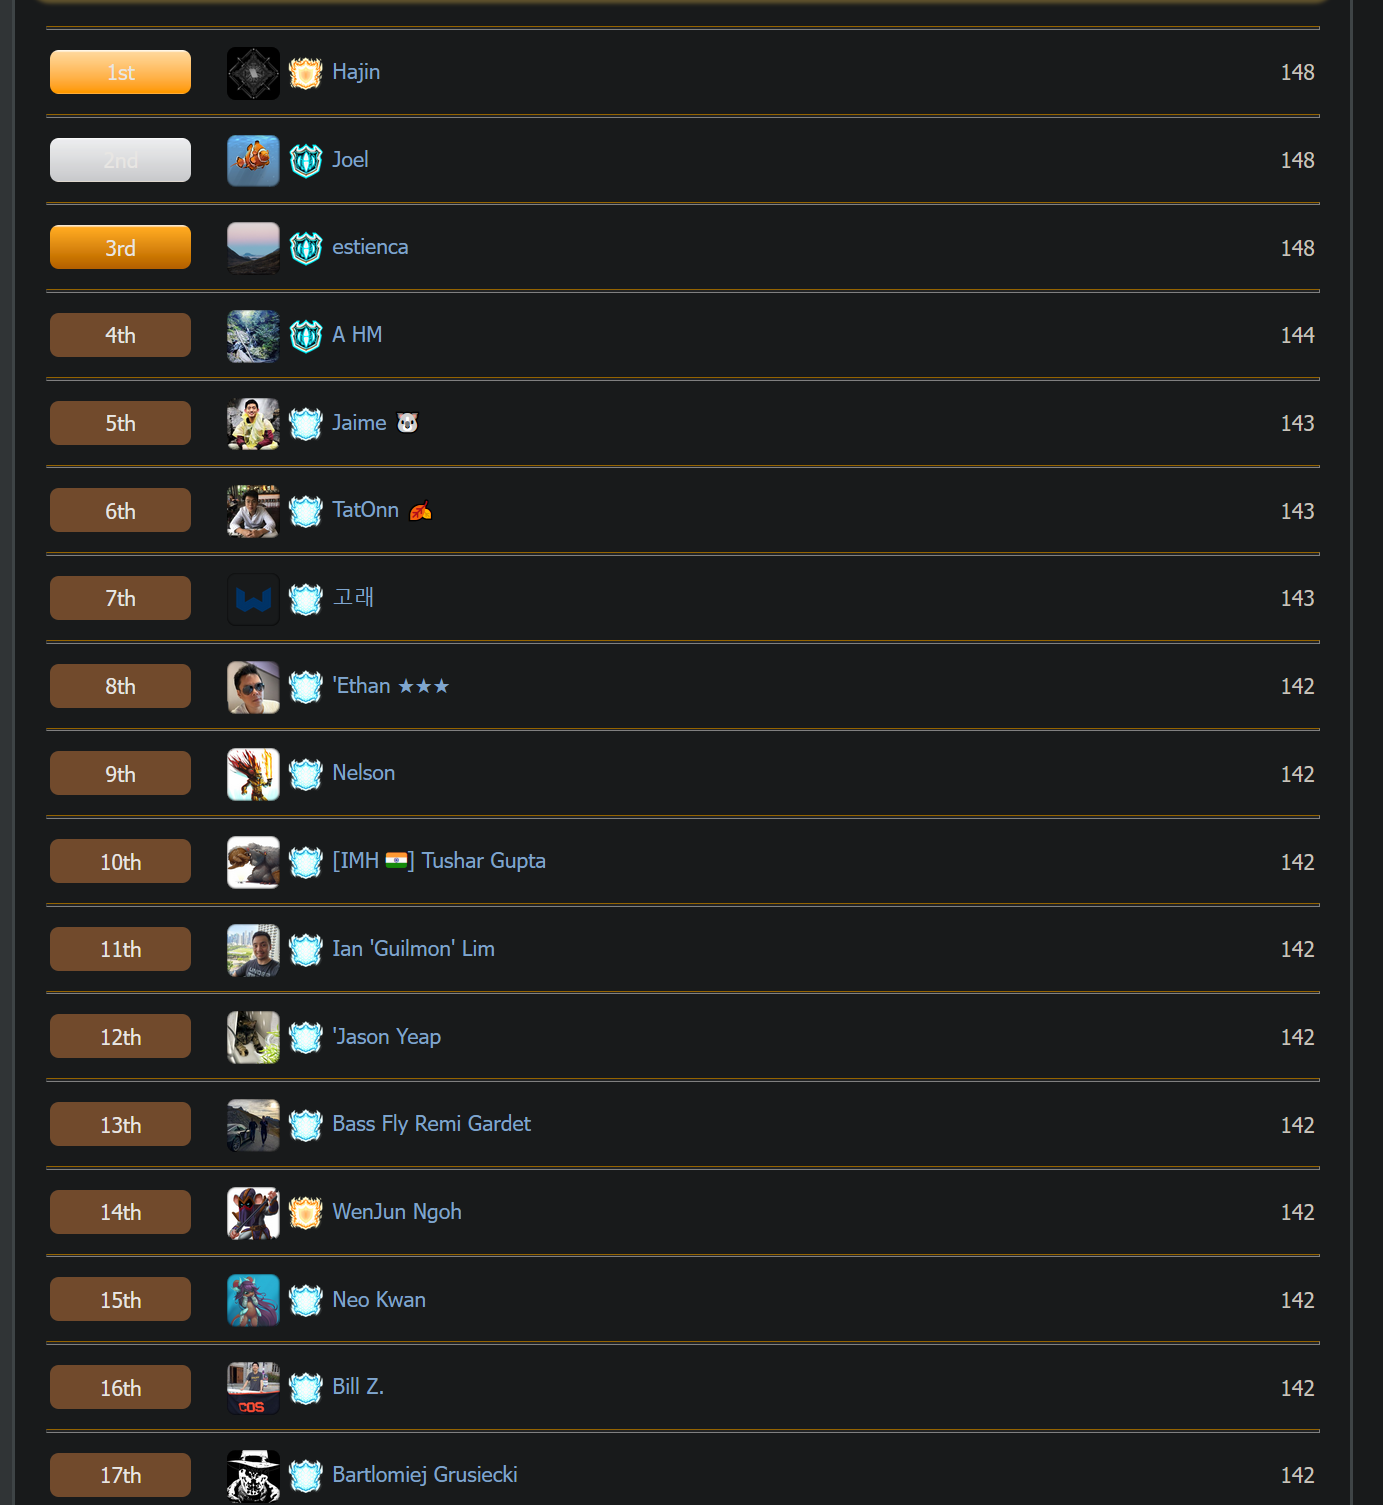 1st Hajin 148
2nd Joel 148
3rd estienca 148
4th A HM 144
5th Jaime 🐨 143
6th TatOnn 🍂 143
7th 고래 143
8th 'Ethan ★★★ 142
9th Nelson 142
10th [IMH 🇮🇳] Tushar Gupta 142
11th Ian 'Guilmon' Lim 142
12th 'Jason Yeap 142
13th Bass Fly Remi Gardet 142
14th WenJun Ngoh 142
15th Neo Kwan 142
16th Bill Z. 142
COS
17th Bartlomiej Grusiecki 142